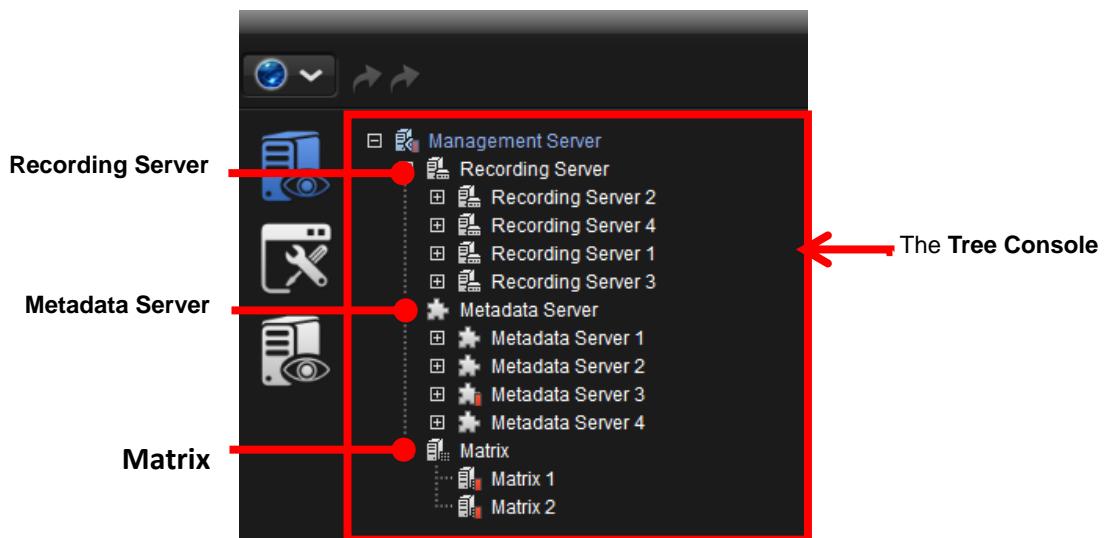 Management Server
Recording Server
Recording Server
Recording Server 2
Recording Server 4
The Tree Console
Recording Server 1
Recording Server 3
Metadata Server
Metadata Server
Metadata Server 1
Metadata Server 2
Metadata Server 3
Metadata Server 4
Matrix
Matrix
Matrix 1
Matrix 2